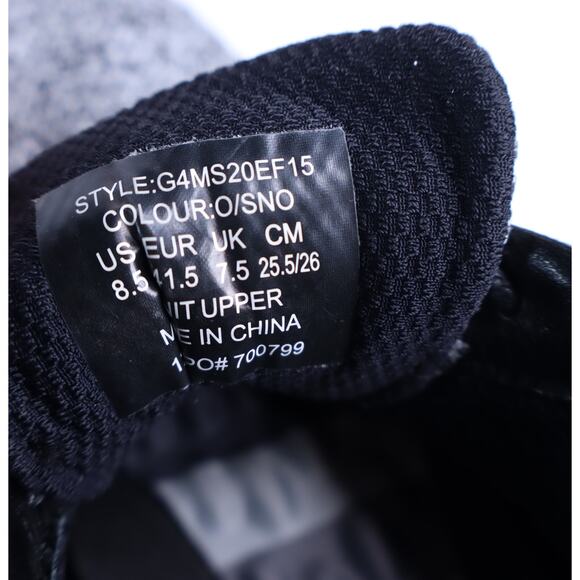 STYLE:G4MS20EF15
COLOUR:O/SNO
US EUR UK CM
8.5 41.5 7.5 25.5/26
UPPER
IN CHINA
PO# 700799